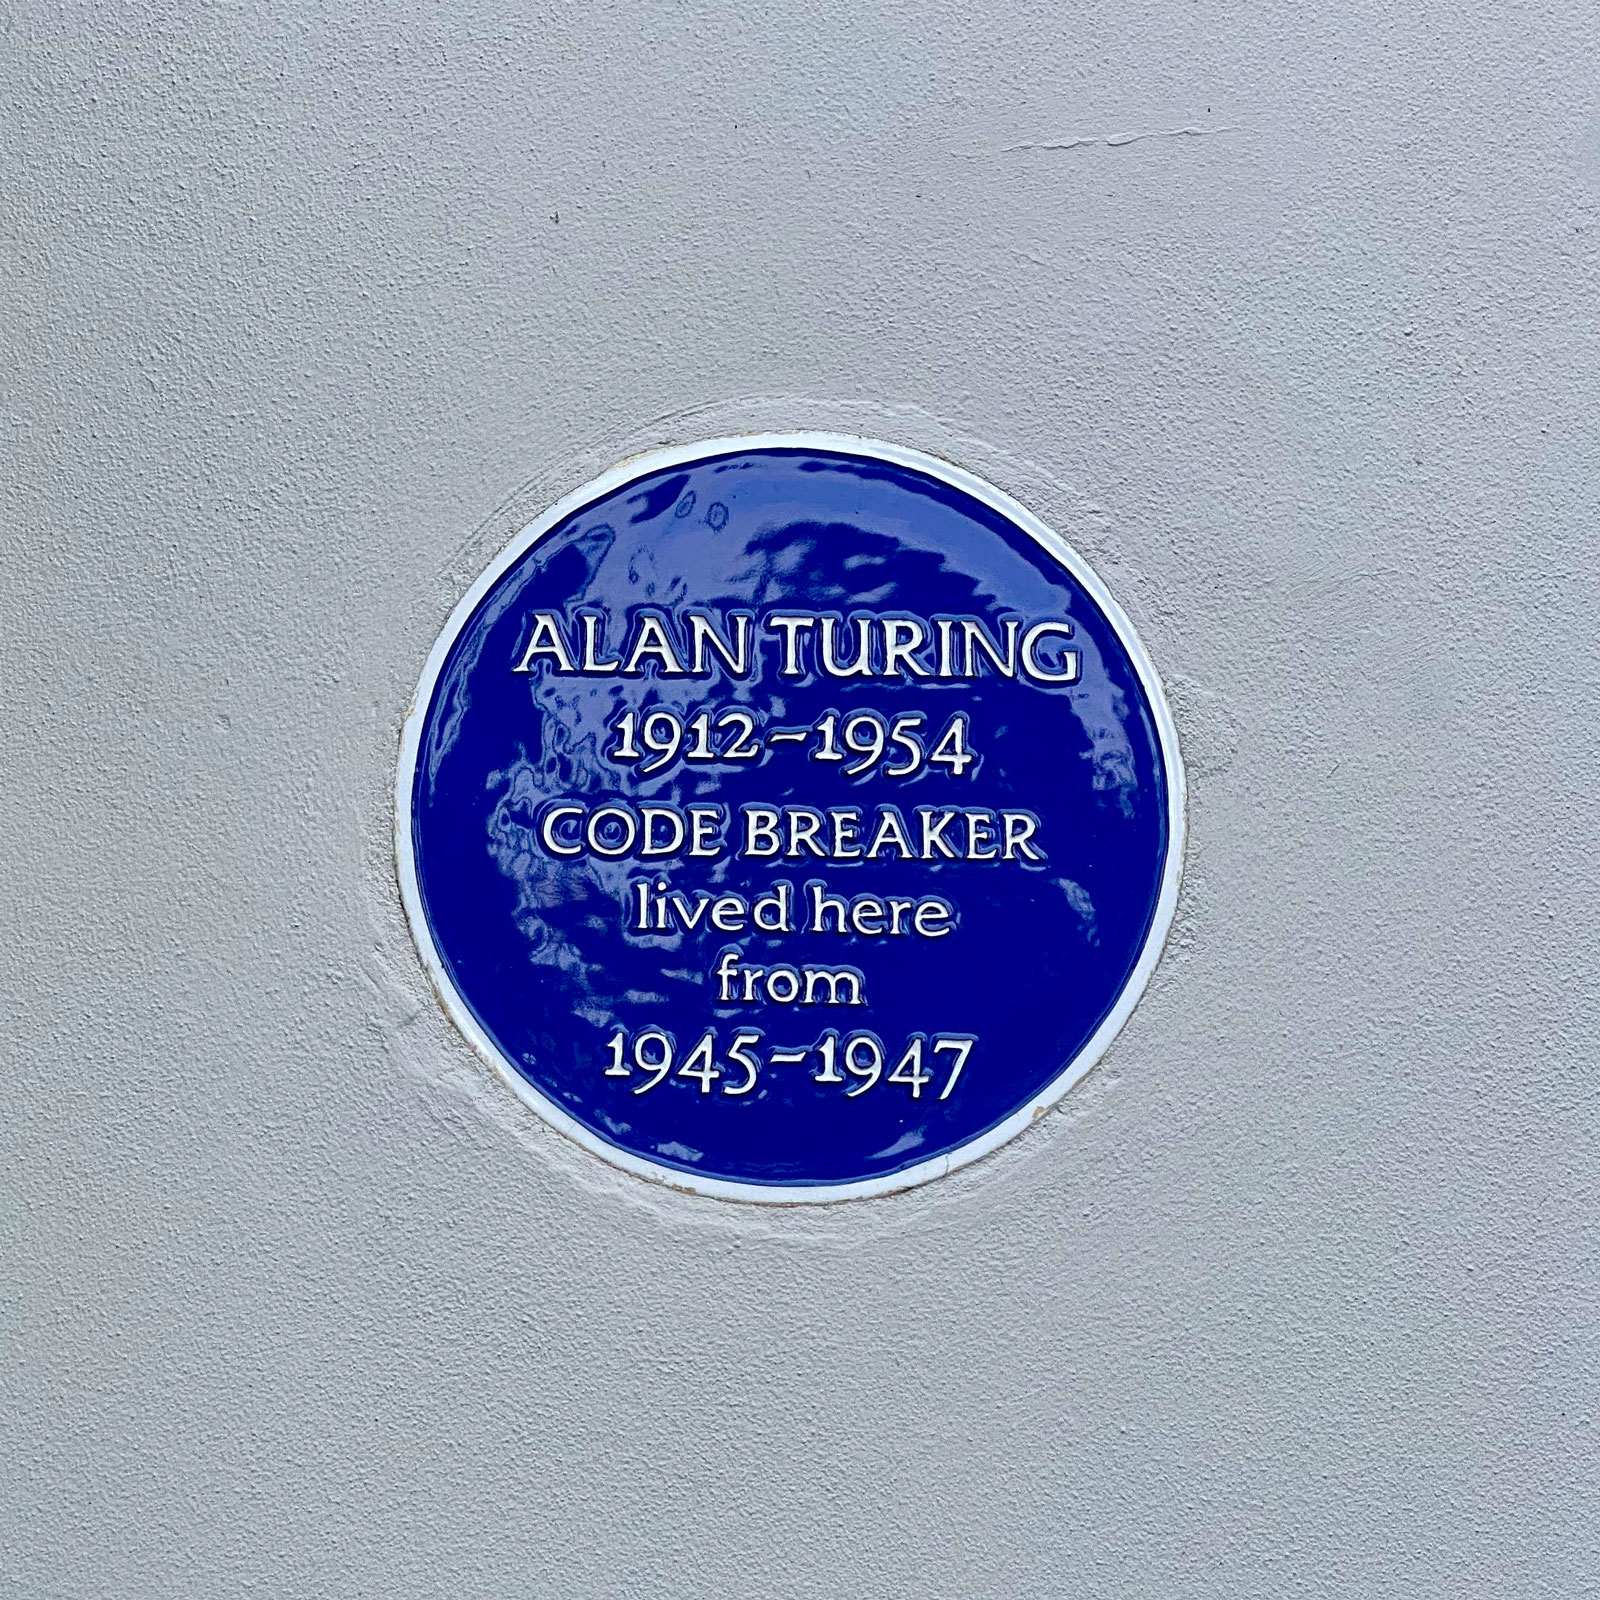 ALAN TURING
1912-1954
CODE BREAKER
lived here
from
1945-1947